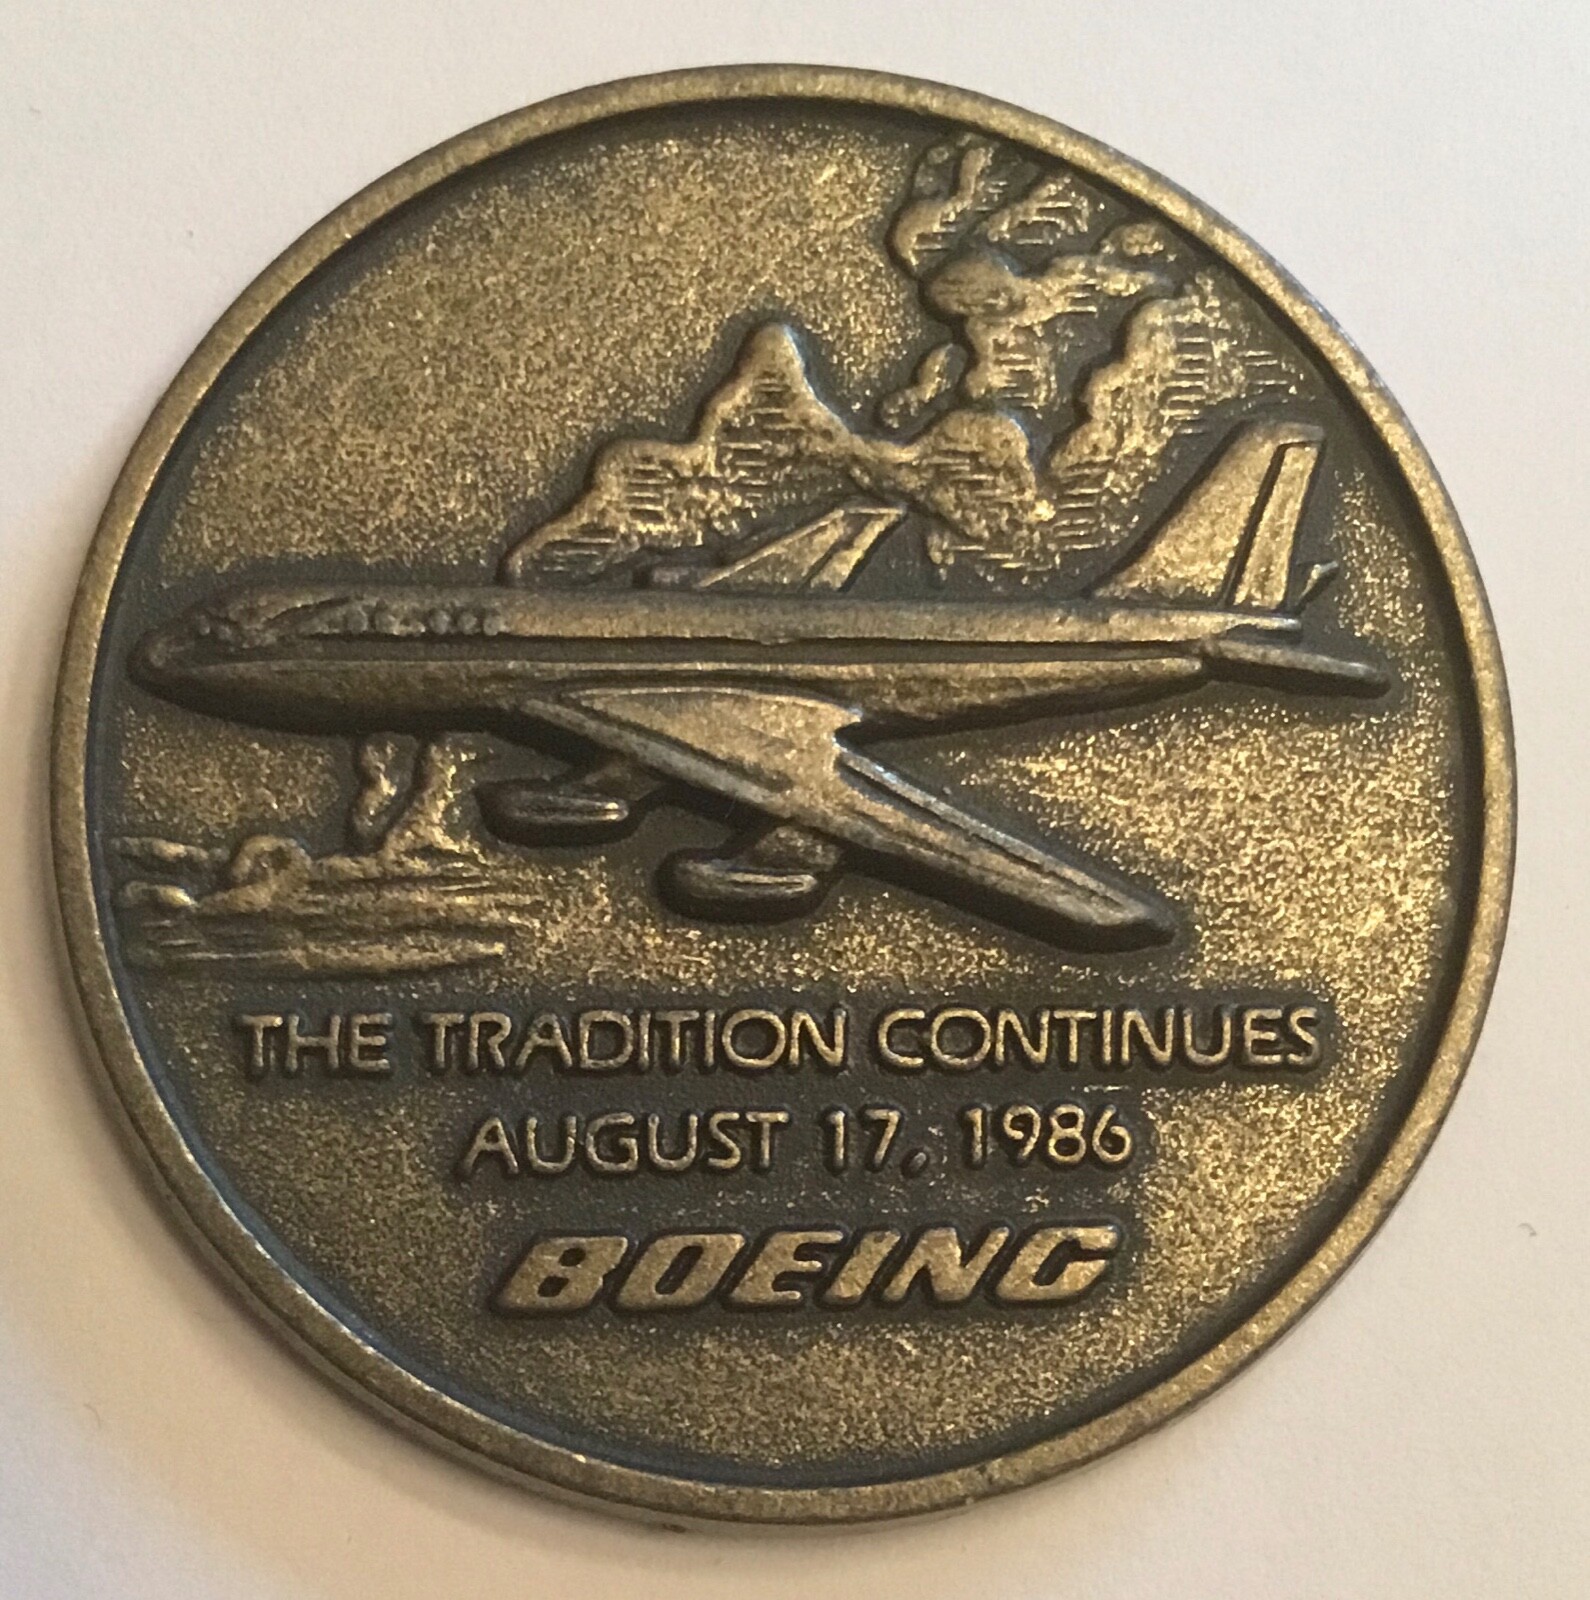 THE TRADITION CONTINUES
AUGUST 17, 1986
BOEING